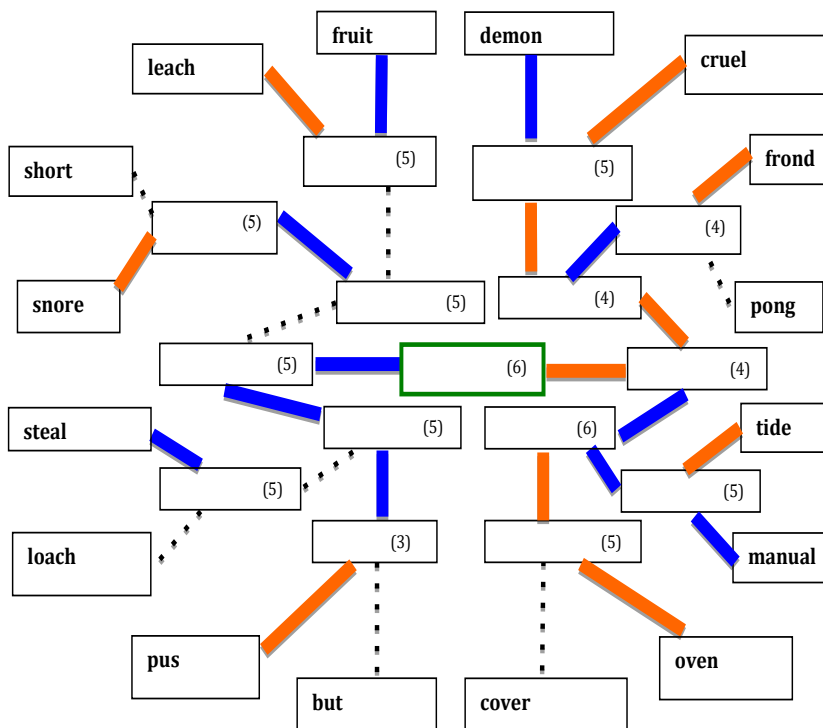 fruit
demon
leach
cruel
(5)
(5)
short
frond
(5)
(4)
snore
(5)
(4)
pong
(5)
(6)
(4)
steal
(5)
(6)
tide
(5)
(5)
loach
(3)
(5)
manual
pus
oven
but
cover